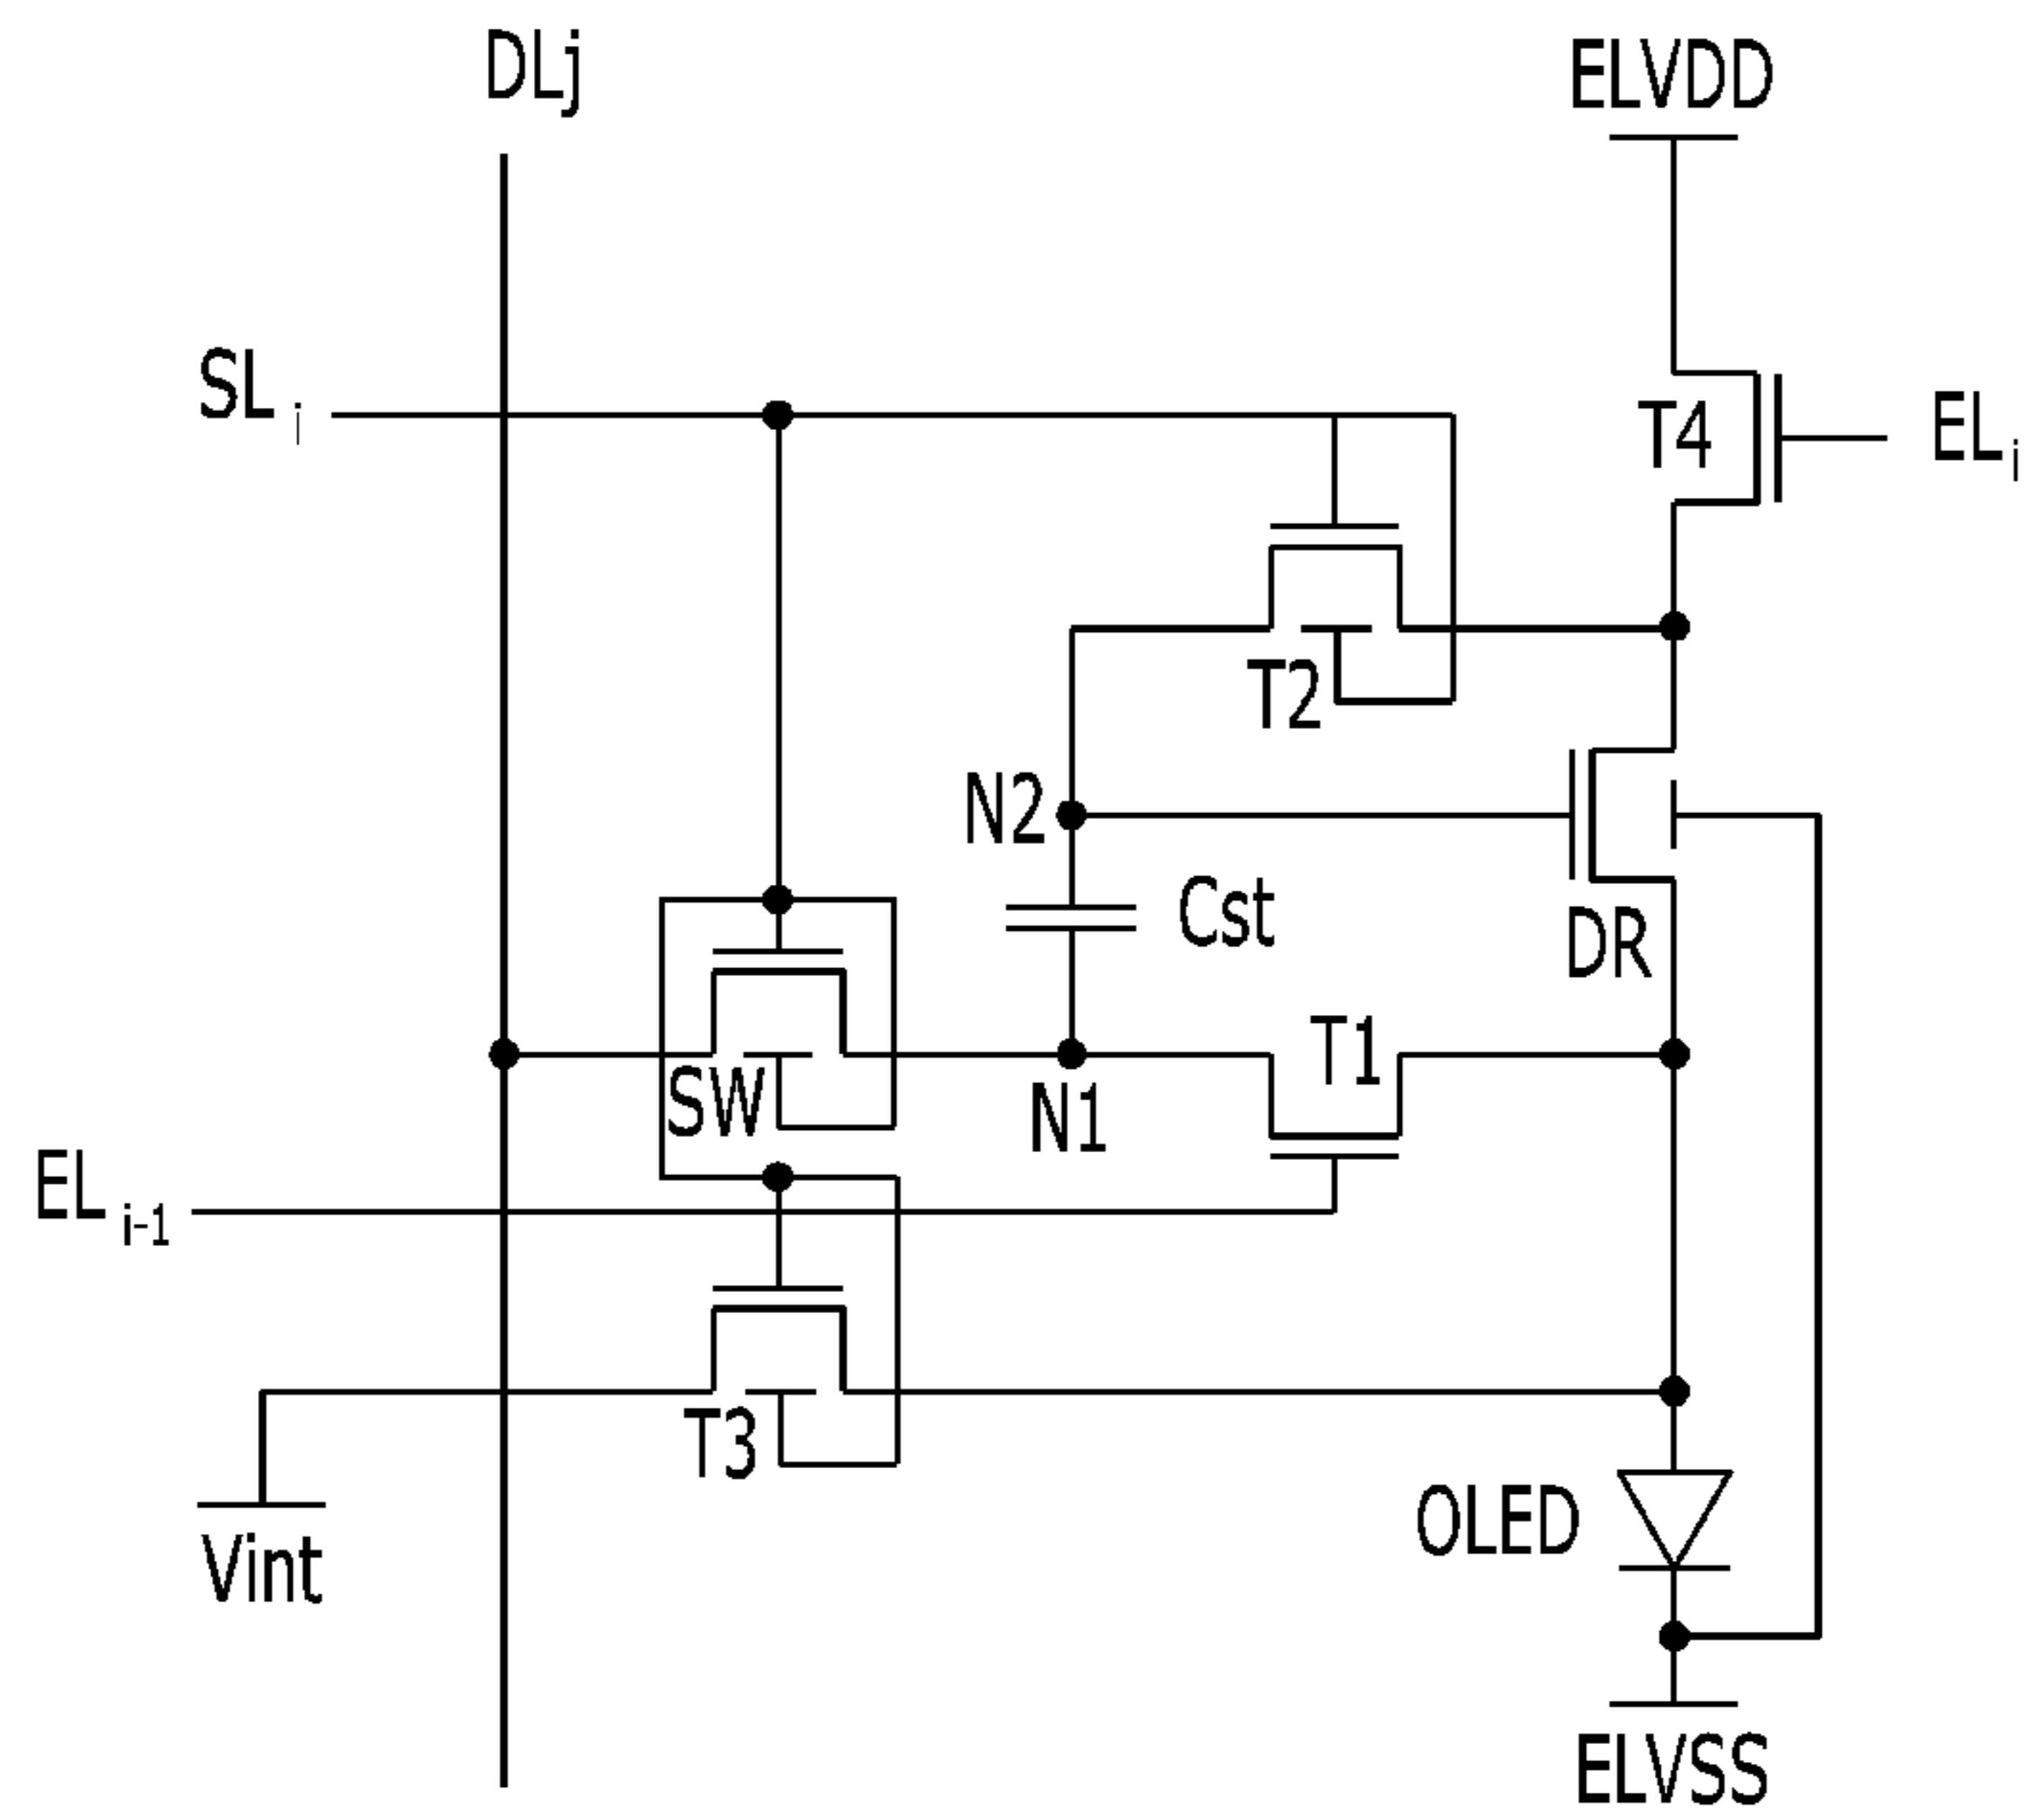 DLj
ELVDD
SL i
T4
EL i
T2
N2
Cst
DR
T1
SW
N1
EL i-1
T3
OLED
Vint
ELVSS